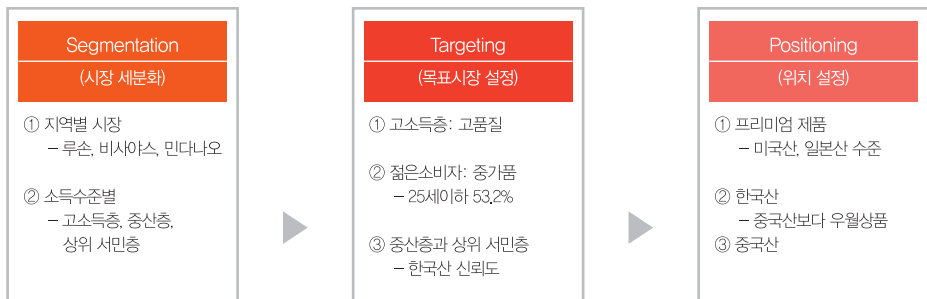 Segmentation
(시장 세분화)
① 지역별 시장
– 루손, 비사야스, 민다나오
② 소득수준별
– 고소득층, 중산층,
상위 서민층
Targeting
(목표시장 설정)
① 고소득층: 고품질
② 젊은소비자: 중가품
– 25세이하 53.2%
③ 중산층과 상위 서민층
– 한국산 신뢰도
Positioning
(위치 설정)
① 프리미엄 제품
– 미국산, 일본산 수준
② 한국산
– 중국산보다 우월상품
③ 중국산